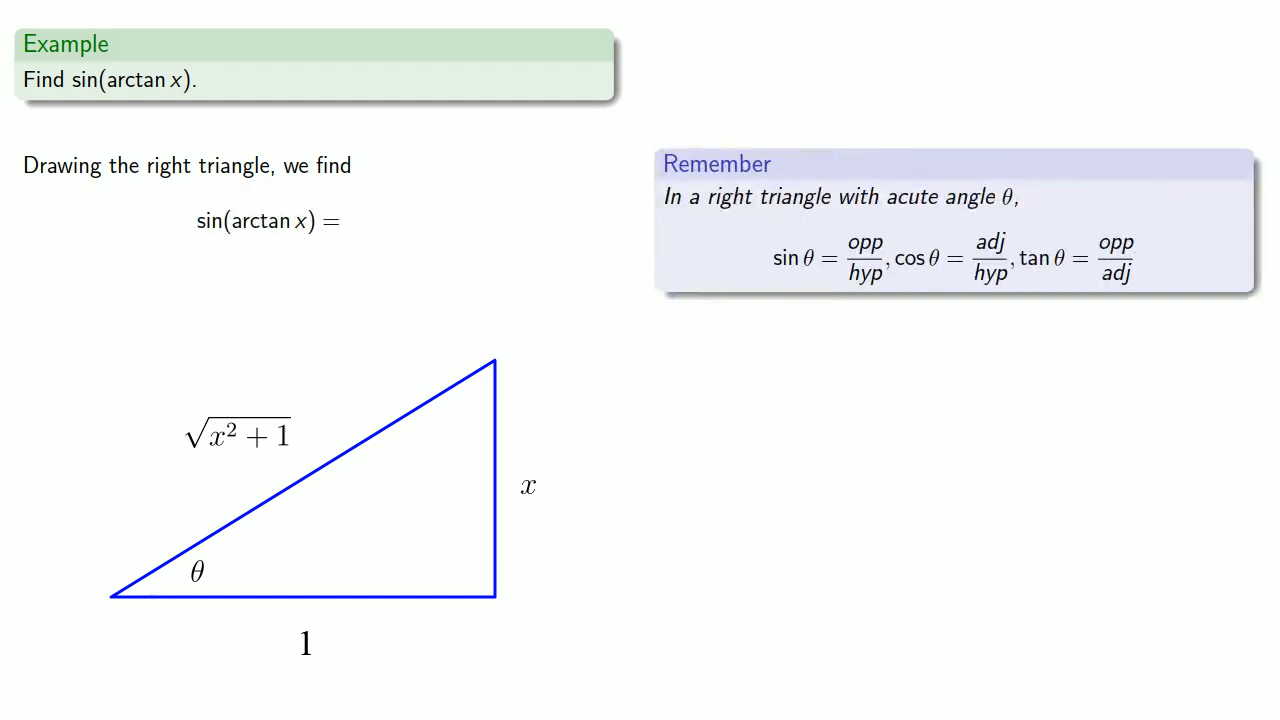 Example
Find sin(arctan x).
Drawing the right triangle, we find
sin(arctan x) =
Remember
In a right triangle with acute angle θ,
sin θ = opp/hyp, cos θ = adj/hyp, tan θ = opp/adj
√(x² + 1)
x
θ
1